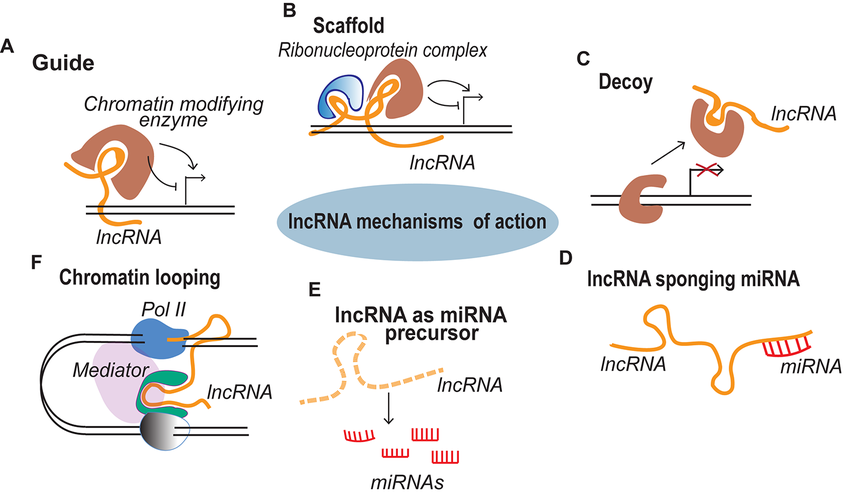 A
Guide
Chromatin modifying
enzyme
lncRNA
B
Scaffold
Ribonucleoprotein complex
lncRNA
C
Decoy
lncRNA
lncRNA mechanisms of action
F
Chromatin looping
Pol II
Mediator
lncRNA
E
lncRNA as miRNA
precursor
lncRNA
miRNAs
D
lncRNA sponging miRNA
lncRNA
miRNA